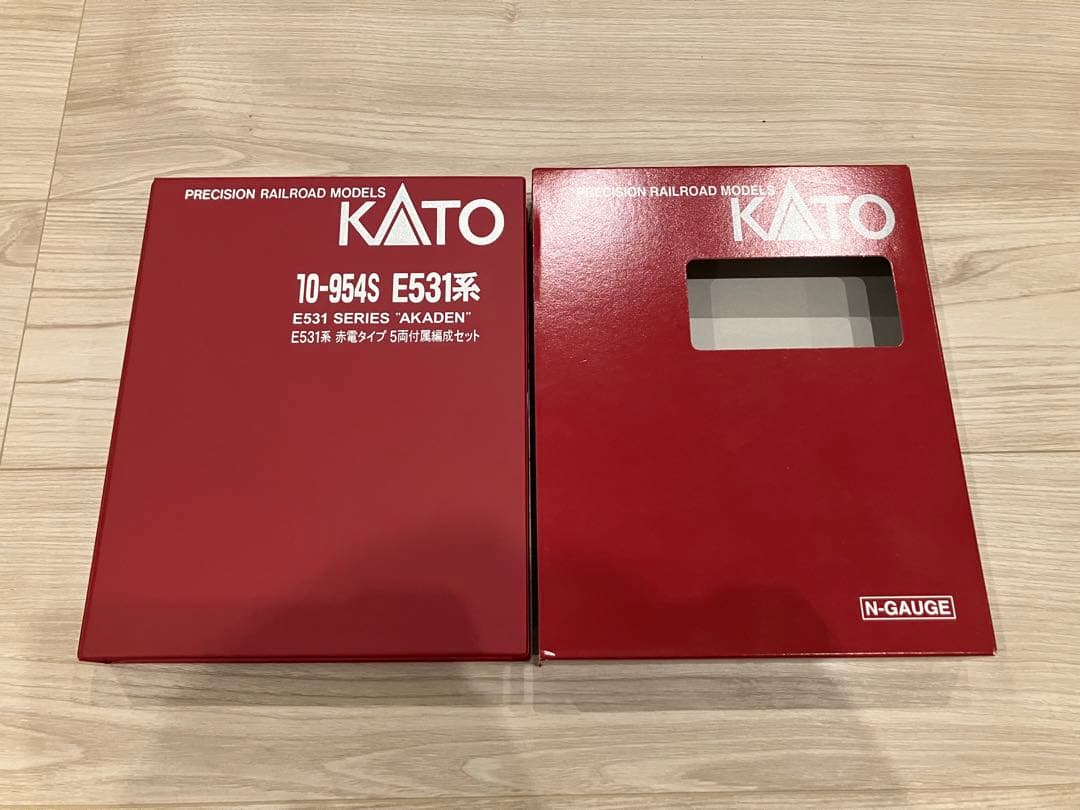 PRECISION RAILROAD MODELS
KATO
10-954S E531系
E531 SERIES "AKADEN"
E531系 赤電タイプ 5両付属編成セット
PRECISION RAILROAD MODELS
KATO
N-GAUGE